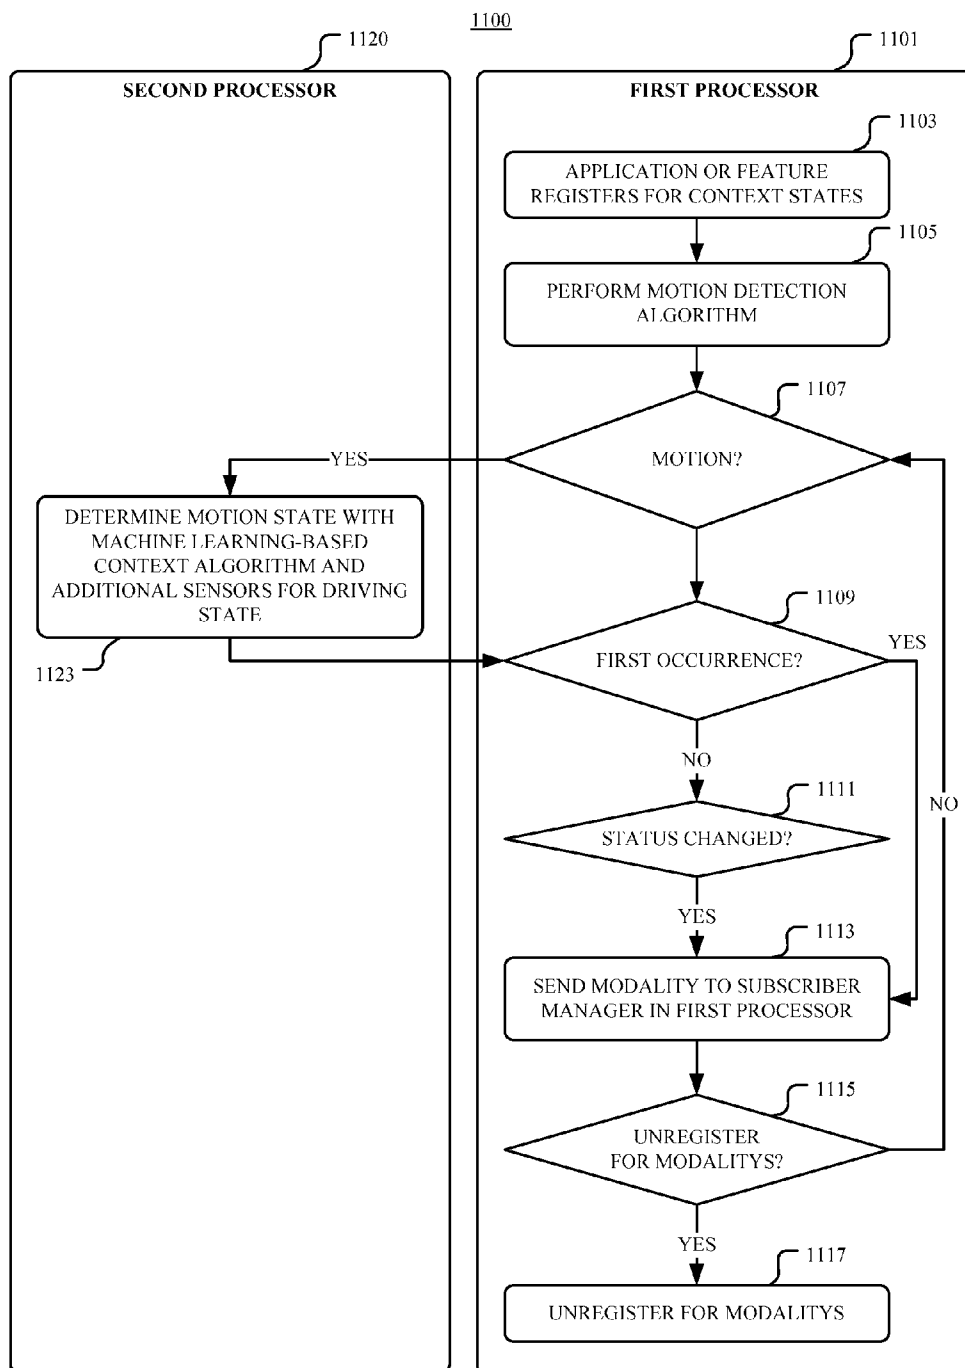 1100
1120
SECOND PROCESSOR
1101
FIRST PROCESSOR
1103
APPLICATION OR FEATURE
REGISTERS FOR CONTEXT STATES
1105
PERFORM MOTION DETECTION
ALGORITHM
1107
MOTION?
YES
DETERMINE MOTION STATE WITH
MACHINE LEARNING-BASED
CONTEXT ALGORITHM AND
ADDITIONAL SENSORS FOR DRIVING
STATE
1123
1109
FIRST OCCURRENCE?
YES
NO
1111
STATUS CHANGED?
NO
YES
1113
SEND MODALITY TO SUBSCRIBER
MANAGER IN FIRST PROCESSOR
1115
UNREGISTER
FOR MODALITYS?
YES
1117
UNREGISTER FOR MODALITYS